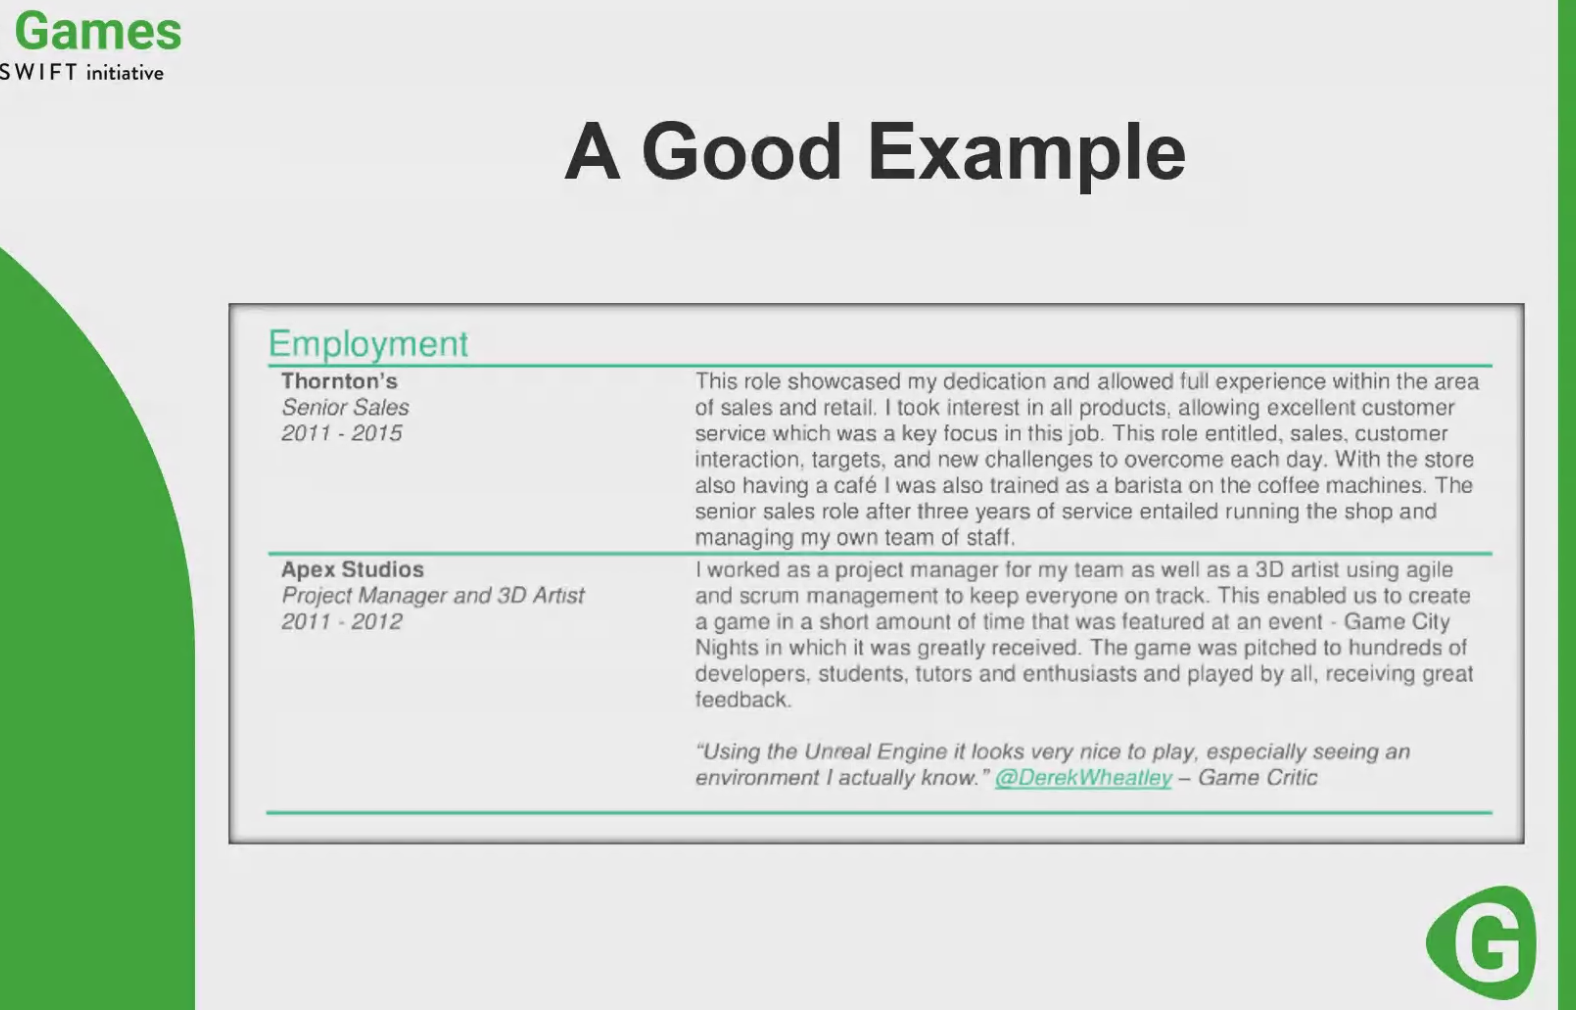 Games
SWIFT initiative
A Good Example
Employment
Thornton's
Senior Sales
2011 - 2015
This role showcased my dedication and allowed full experience within the area
of sales and retail. I took interest in all products, allowing excellent customer
service which was a key focus in this job. This role entitled, sales, customer
interaction, targets, and new challenges to overcome each day. With the store
also having a café I was also trained as a barista on the coffee machines. The
senior sales role after three years of service entailed running the shop and
managing my own team of staff.
Apex Studios
Project Manager and 3D Artist
2011 - 2012
I worked as a project manager for my team as well as a 3D artist using agile
and scrum management to keep everyone on track. This enabled us to create
a game in a short amount of time that was featured at an event - Game City
Nights in which it was greatly received. The game was pitched to hundreds of
developers, students, tutors and enthusiasts and played by all, receiving great
feedback.
“Using the Unreal Engine it looks very nice to play, especially seeing an
environment I actually know.” @DerekWheatley – Game Critic
G